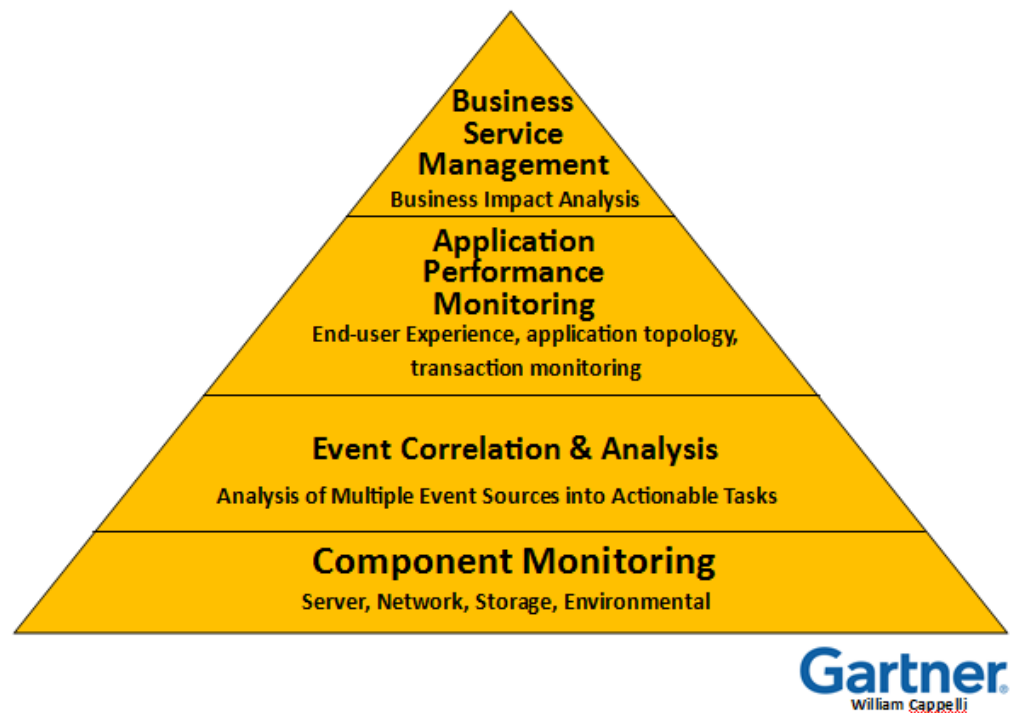 Business
Service
Management
Business Impact Analysis
Application
Performance
Monitoring
End-user Experience, application topology,
transaction monitoring
Event Correlation & Analysis
Analysis of Multiple Event Sources into Actionable Tasks
Component Monitoring
Server, Network, Storage, Environmental
Gartner®
William Cappelli